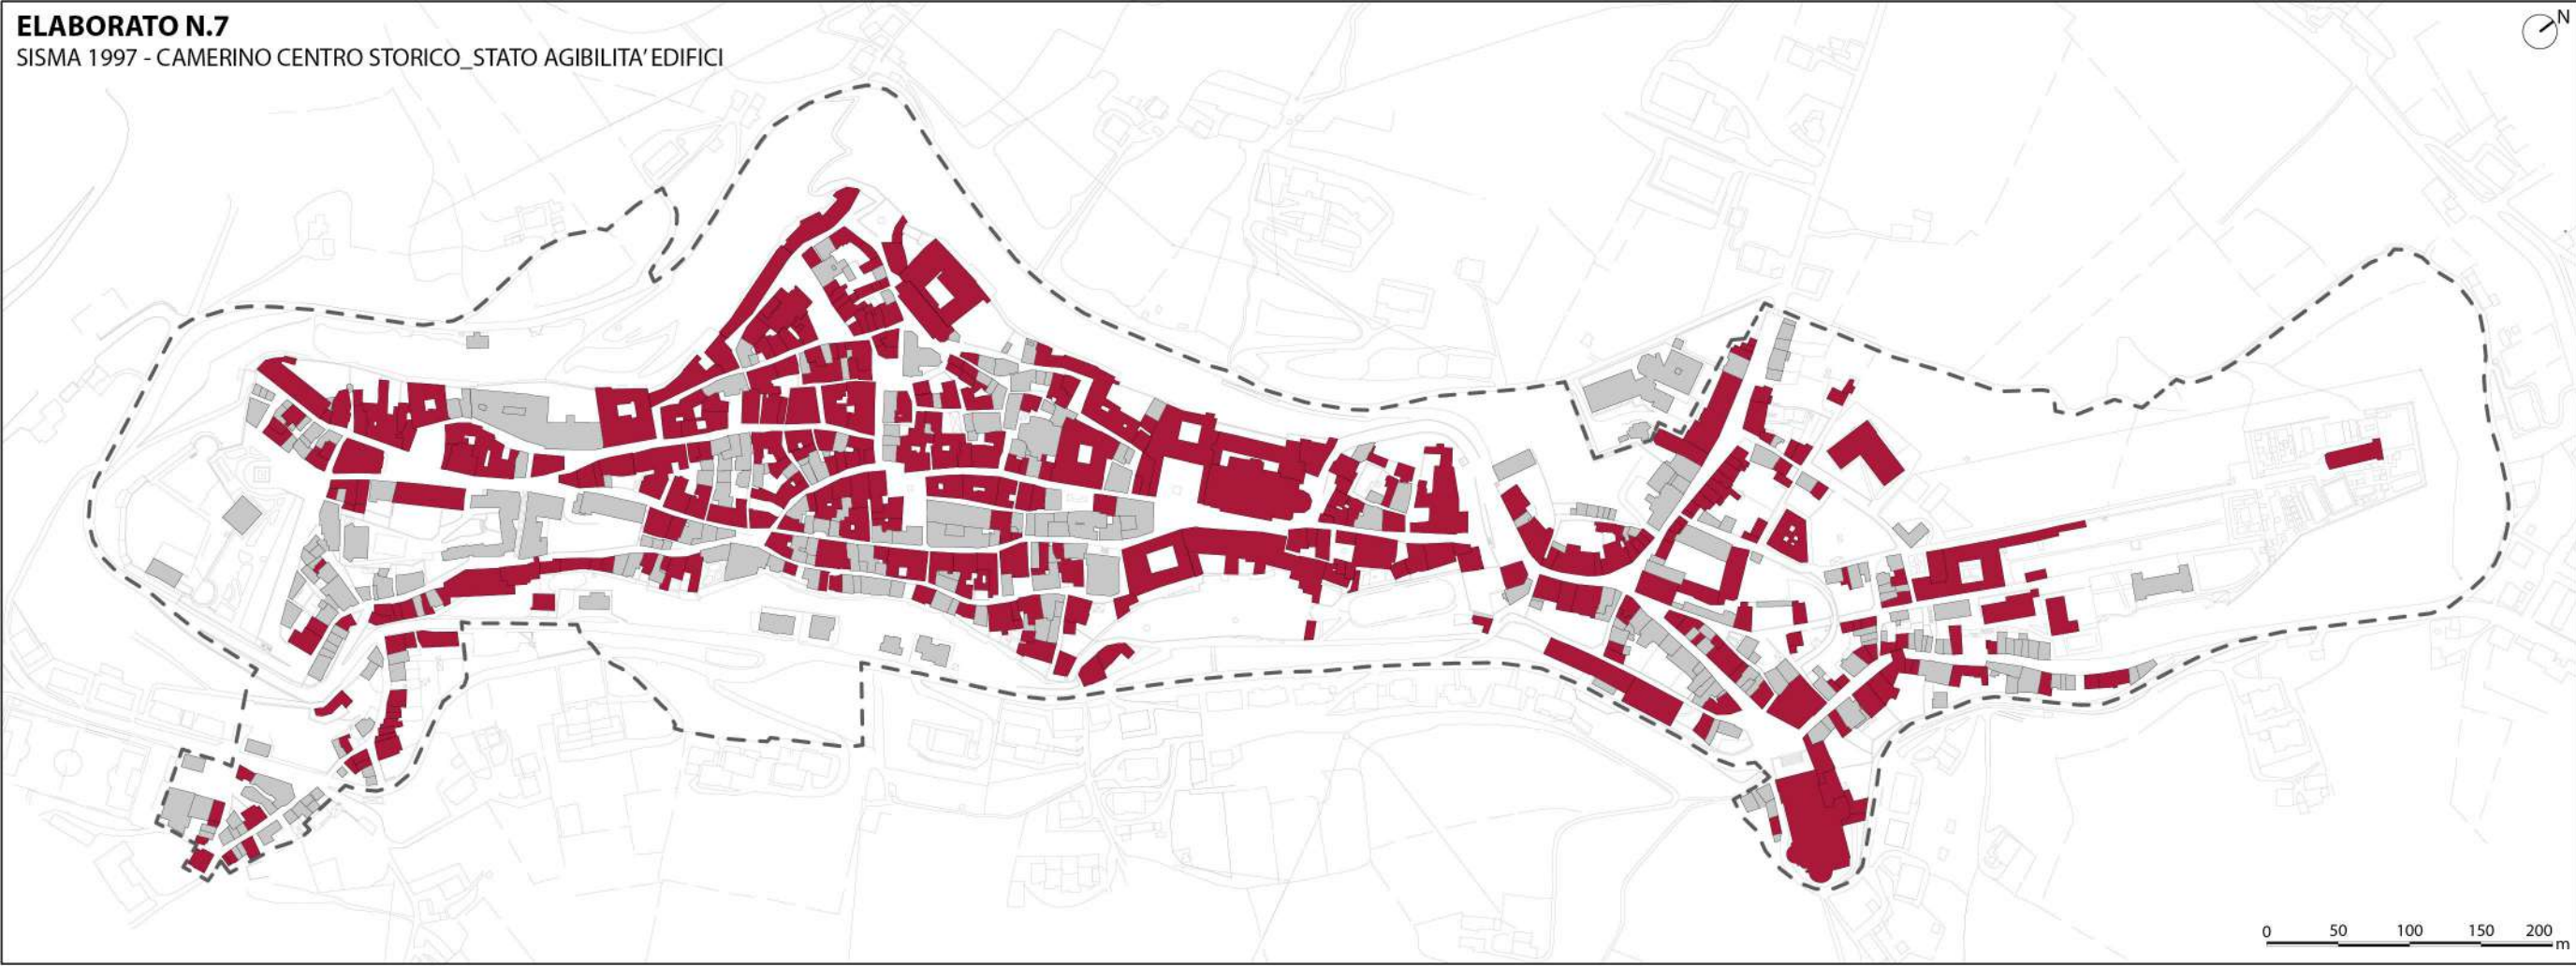 ELABORATO N.7
SISMA 1997 - CAMERINO CENTRO STORICO_STATO AGIBILITA' EDIFICI
N
0 50 100 150 200
m